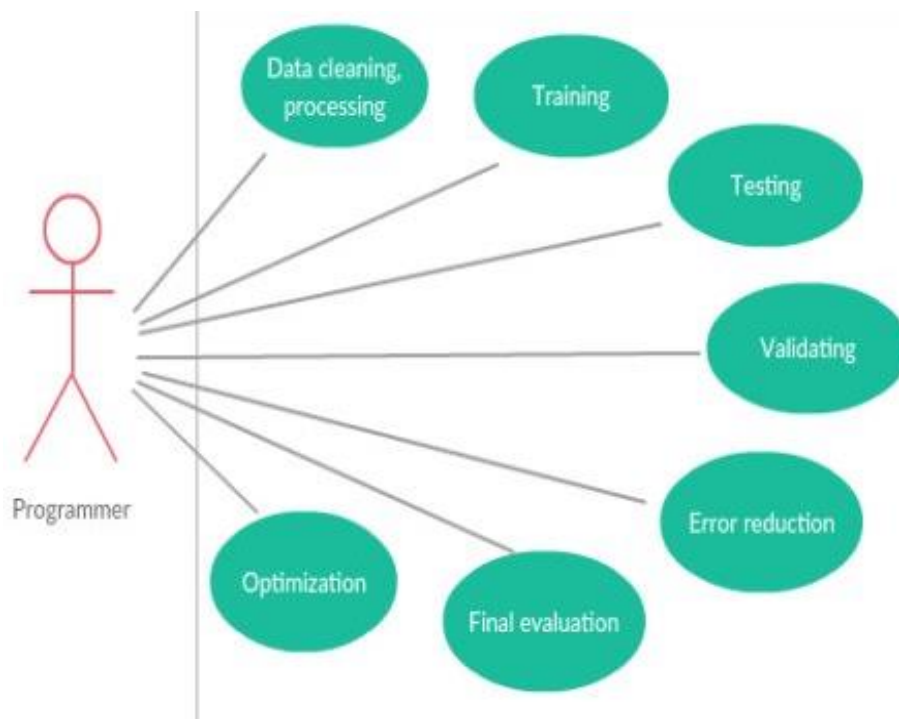 Data cleaning,
processing
Training
Testing
Validating
Error reduction
Final evaluation
Optimization
Programmer